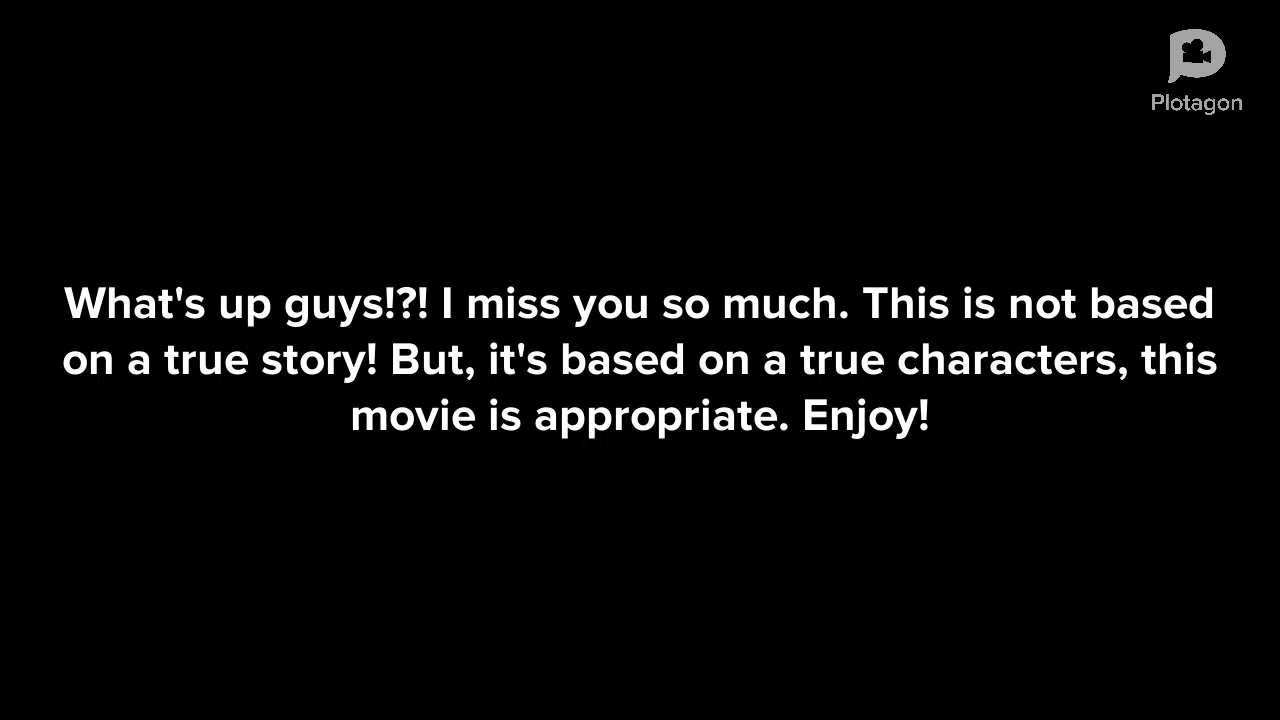 Plotagon
What's up guys!?! I miss you so much. This is not based
on a true story! But, it's based on a true characters, this
movie is appropriate. Enjoy!